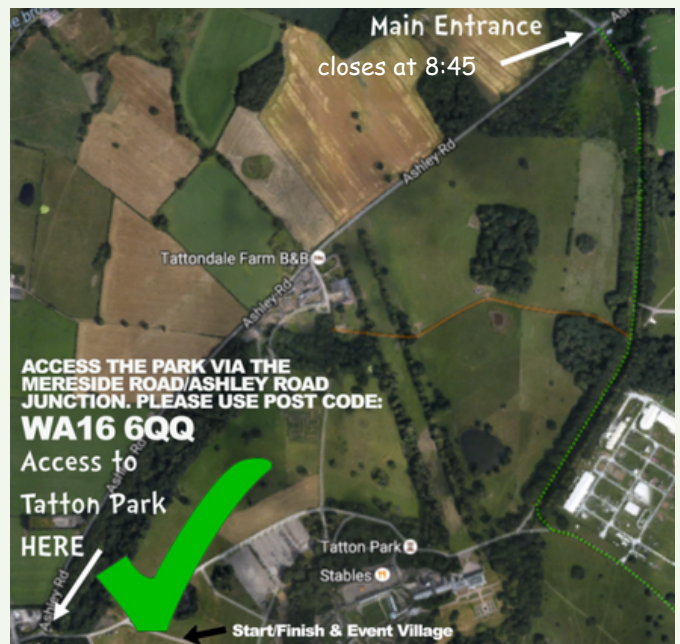 Main Entrance
closes at 8:45
Ashley Rd
Tattondale Farm B&B
Ashley Rd
ACCESS THE PARK VIA THE
MERESIDE ROAD/ASHLEY ROAD
JUNCTION. PLEASE USE POST CODE:
WA16 6QQ
Access to
Tatton Park
HERE
Ashley Rd
Tatton Park
Stables
Ashley Rd
Start/Finish & Event Village